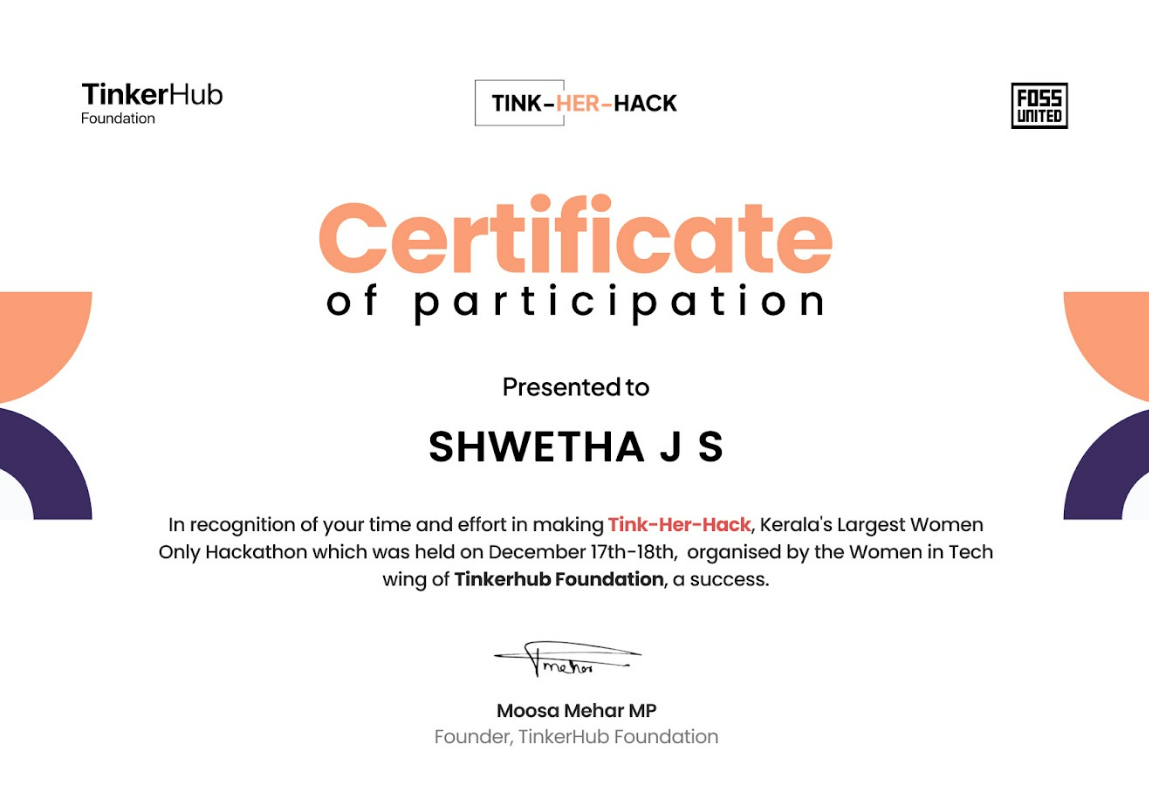 TinkerHub
Foundation
TINK-HER-HACK
FOSS
UNITED
Certificate
of participation
Presented to
SHWETHA J S
In recognition of your time and effort in making Tink-Her-Hack, Kerala's Largest Women
Only Hackathon which was held on December 17th-18th, organised by the Women in Tech
wing of Tinkerhub Foundation, a success.
Moosa Mehar MP
Founder, TinkerHub Foundation